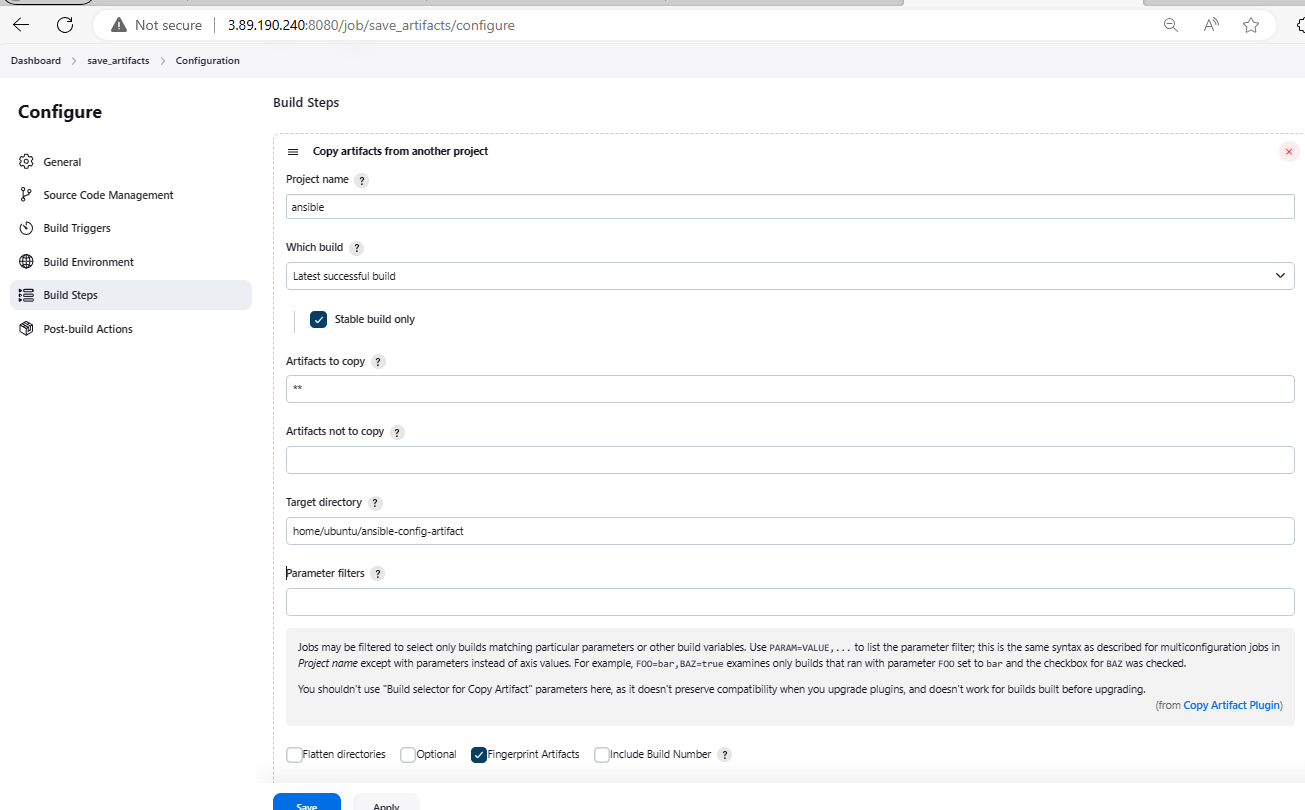 Not secure
3.89.190.240:8080/job/save_artifacts/configure
Dashboard > save_artifacts > Configuration
Configure
General
Source Code Management
Build Triggers
Build Environment
Build Steps
Post-build Actions
Build Steps
Copy artifacts from another project
Project name ?
ansible
Which build ?
Latest successful build
Stable build only
Artifacts to copy ?
**
Artifacts not to copy ?
Target directory ?
home/ubuntu/ansible-config-artifact
Parameter filters ?
Jobs may be filtered to select only builds matching particular parameters or other build variables. Use PARAM=VALUE,... to list the parameter filter; this is the same syntax as described for multiconfiguration jobs in
Project name except with parameters instead of axis values. For example, FOO=bar,BAZ=true examines only builds that ran with parameter FOO set to bar and the checkbox for BAZ was checked.
You shouldn't use "Build selector for Copy Artifact" parameters here, as it doesn't preserve compatibility when you upgrade plugins, and doesn't work for builds built before upgrading.
(from Copy Artifact Plugin)
Flatten directories Optional Fingerprint Artifacts Include Build Number ?
Save Apply